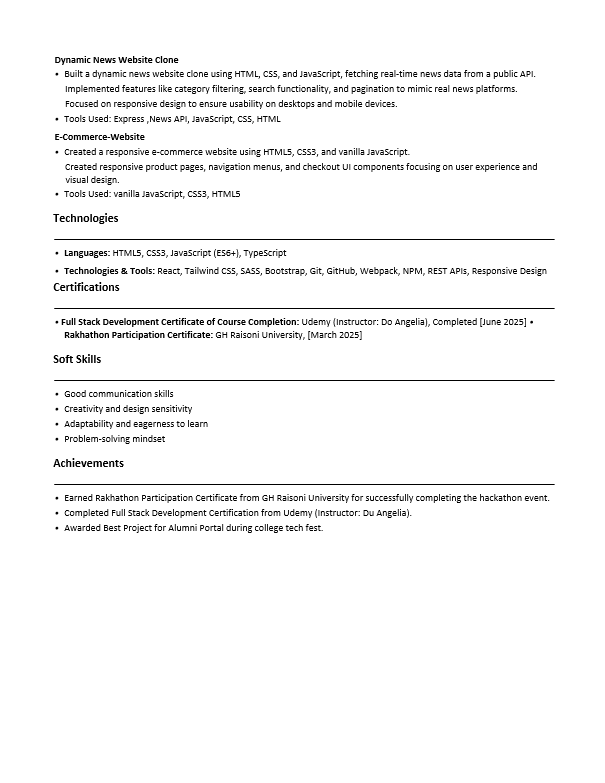 Dynamic News Website Clone
• Built a dynamic news website clone using HTML, CSS, and JavaScript, fetching real-time news data from a public API.
Implemented features like category filtering, search functionality, and pagination to mimic real news platforms.
Focused on responsive design to ensure usability on desktops and mobile devices.
• Tools Used: Express ,News API, JavaScript, CSS, HTML
E-Commerce-Website
• Created a responsive e-commerce website using HTML5, CSS3, and vanilla JavaScript.
Created responsive product pages, navigation menus, and checkout UI components focusing on user experience and
visual design.
• Tools Used: vanilla JavaScript, CSS3, HTML5
Technologies
• Languages: HTML5, CSS3, JavaScript (ES6+), TypeScript
• Technologies & Tools: React, Tailwind CSS, SASS, Bootstrap, Git, GitHub, Webpack, NPM, REST APIs, Responsive Design
Certifications
• Full Stack Development Certificate of Course Completion: Udemy (Instructor: Do Angelia), Completed [June 2025] •
Rakhathon Participation Certificate: GH Raisoni University, [March 2025]
Soft Skills
• Good communication skills
• Creativity and design sensitivity
• Adaptability and eagerness to learn
• Problem-solving mindset
Achievements
• Earned Rakhathon Participation Certificate from GH Raisoni University for successfully completing the hackathon event.
• Completed Full Stack Development Certification from Udemy (Instructor: Du Angelia).
• Awarded Best Project for Alumni Portal during college tech fest.